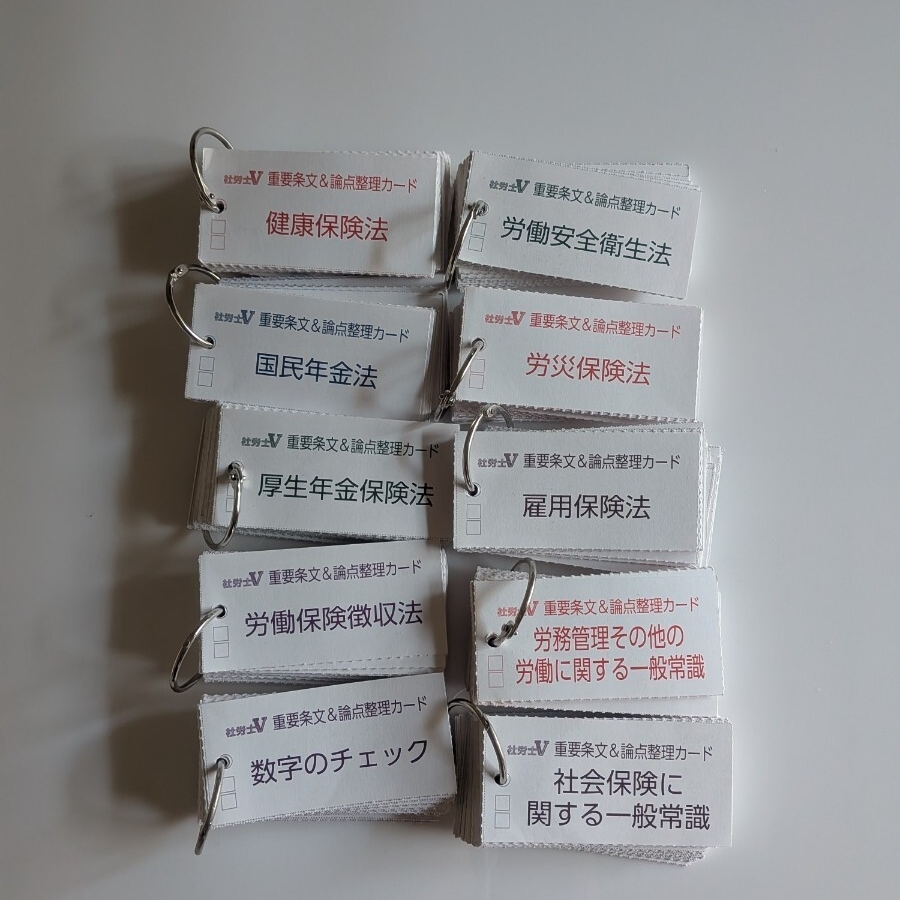 社労士V 重要条文&論点整理カード
健康保険法
社労士V 重要条文&論点整理カード
労働安全衛生法
社労士V 重要条文&論点整理カード
国民年金法
社労士V 重要条文&論点整理カード
労災保険法
社労士V 重要条文&論点整理カード
厚生年金保険法
社労士V 重要条文&論点整理カード
雇用保険法
社労士V 重要条文&論点整理カード
労働保険徴収法
社労士V 重要条文&論点整理カード
労務管理その他の
労働に関する一般常識
社労士V 重要条文&論点整理カード
数字のチェック
社労士V 重要条文&論点整理カード
社会保険に
関する一般常識